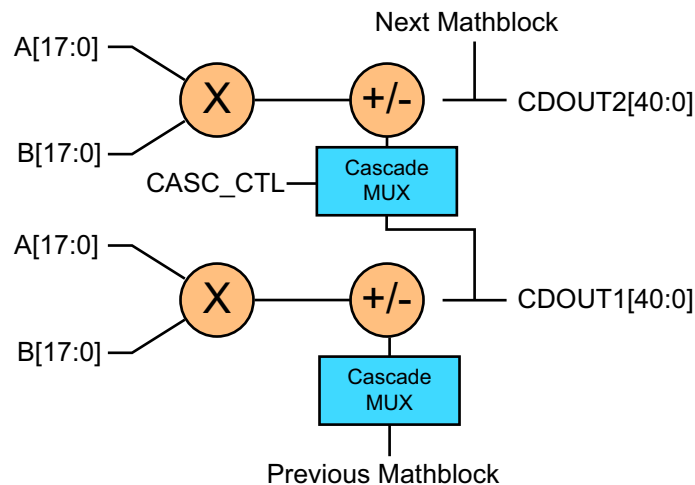 Next Mathblock
A[17:0]
X
+/-
CDOUT2[40:0]
B[17:0]
Cascade
MUX
CASC_CTL
A[17:0]
X
+/-
CDOUT1[40:0]
B[17:0]
Cascade
MUX
Previous Mathblock